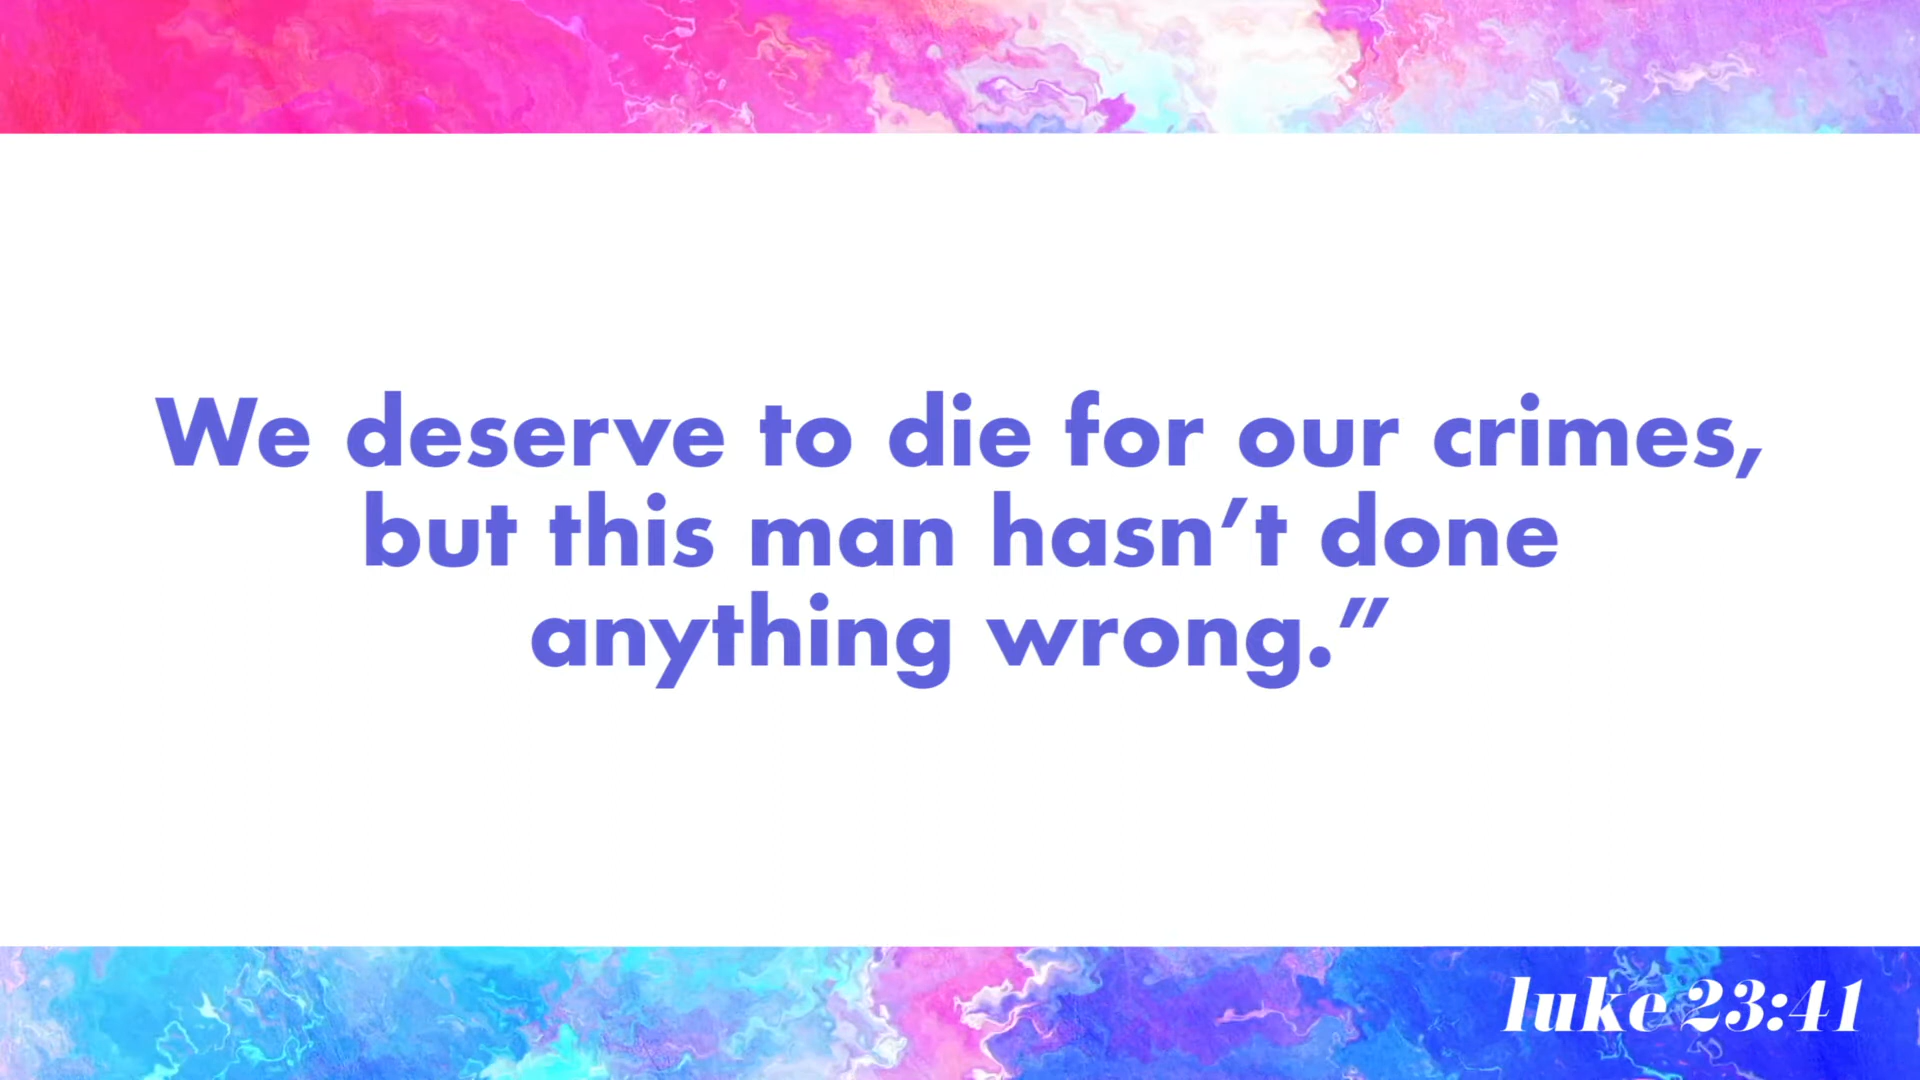 We deserve to die for our crimes,
but this man hasn’t done
anything wrong.”
luke 23:41